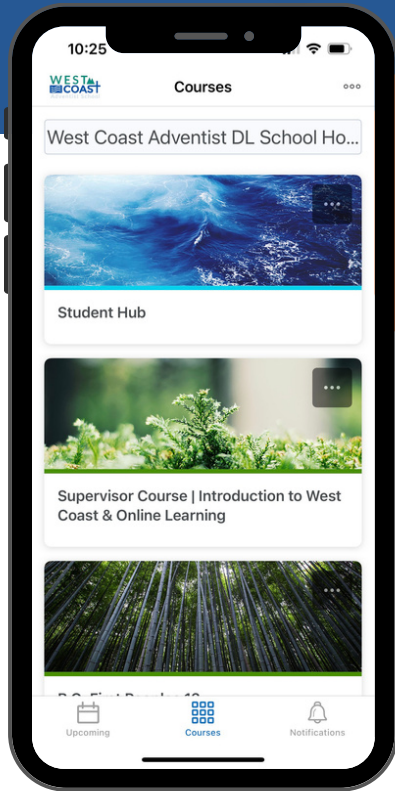 10:25
WEST
COAST
Courses
West Coast Adventist DL School Ho...
Student Hub
Supervisor Course | Introduction to West
Coast & Online Learning
Upcoming
Courses
Notifications